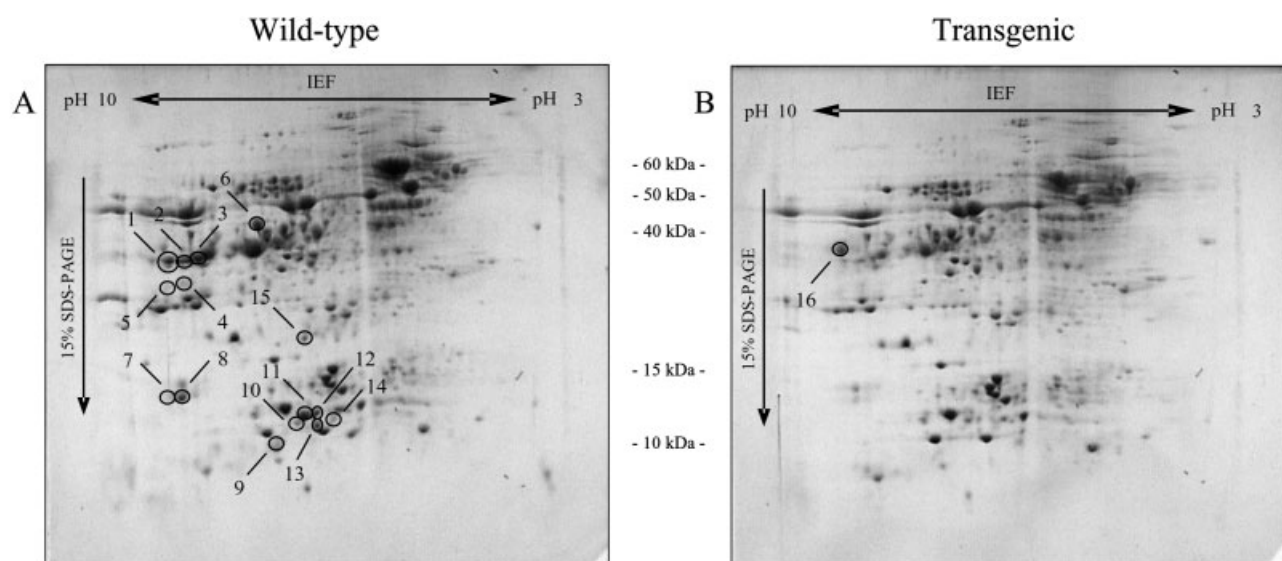 Wild-type
Transgenic
A
IEF
pH 10
pH 3
15% SDS-PAGE
1
2
3
6
5
4
15
7
8
11
12
10
14
9
13
- 60 kDa -
- 50 kDa -
- 40 kDa -
- 15 kDa -
- 10 kDa -
B
IEF
pH 10
pH 3
15% SDS-PAGE
16